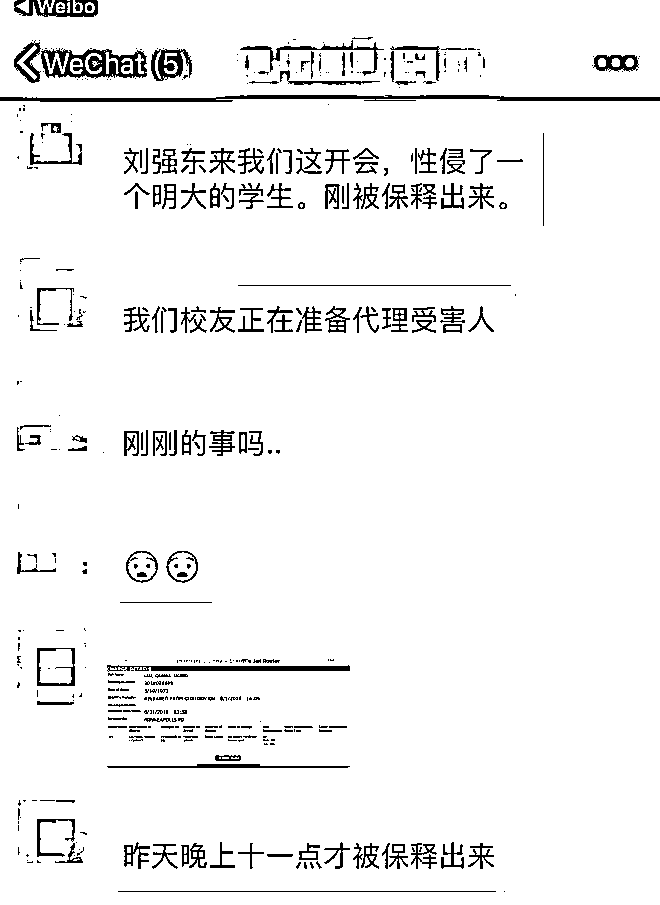 Weibo
WeChat (5)
刘强东来我们这开会，性侵了一
个明大的学生。刚被保释出来。
我们校友正在准备代理受害人
刚刚的事吗..
😧😧
Jail Roster
昨天晚上十一点才被保释出来